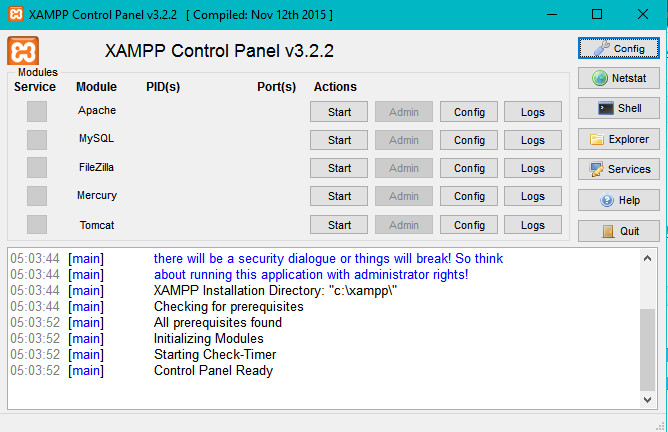 XAMPP Control Panel v3.2.2 [ Compiled: Nov 12th 2015 ]
XAMPP Control Panel v3.2.2
Config
Modules
Service Module PID(s) Port(s) Actions
Netstat
Apache Start Admin Config Logs
Shell
MySQL Start Admin Config Logs
Explorer
FileZilla Start Admin Config Logs
Services
Mercury Start Admin Config Logs
Help
Tomcat Start Admin Config Logs
Quit
05:03:44 [main] there will be a security dialogue or things will break! So think
05:03:44 [main] about running this application with administrator rights!
05:03:44 [main] XAMPP Installation Directory: "c:\xampp\"
05:03:44 [main] Checking for prerequisites
05:03:52 [main] All prerequisites found
05:03:52 [main] Initializing Modules
05:03:52 [main] Starting Check-Timer
05:03:52 [main] Control Panel Ready